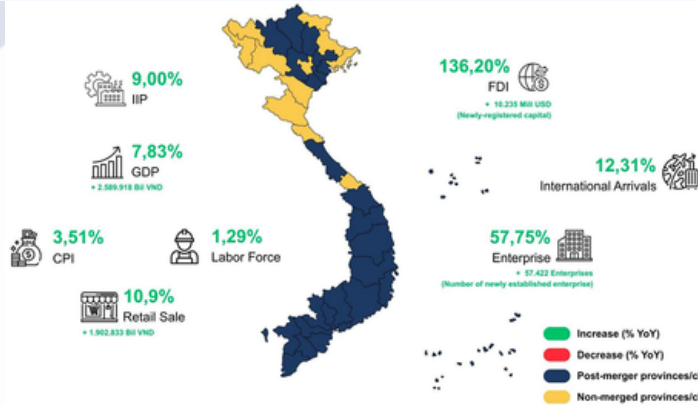 9,00%
IIP
7,83%
GDP
+ 2.589.918 Bil VND
3,51%
CPI
1,29%
Labor Force
10,9%
Retail Sale
+ 1.902.833 Bil VND
136,20%
FDI
+ 10.235 Mill USD
(Newly-registered capital)
12,31%
International Arrivals
57,75%
Enterprise
+ 57.422 Enterprises
(Number of newly established enterprise)
Increase (% YoY)
Decrease (% YoY)
Post-merger provinces/c
Non-merged provinces/c